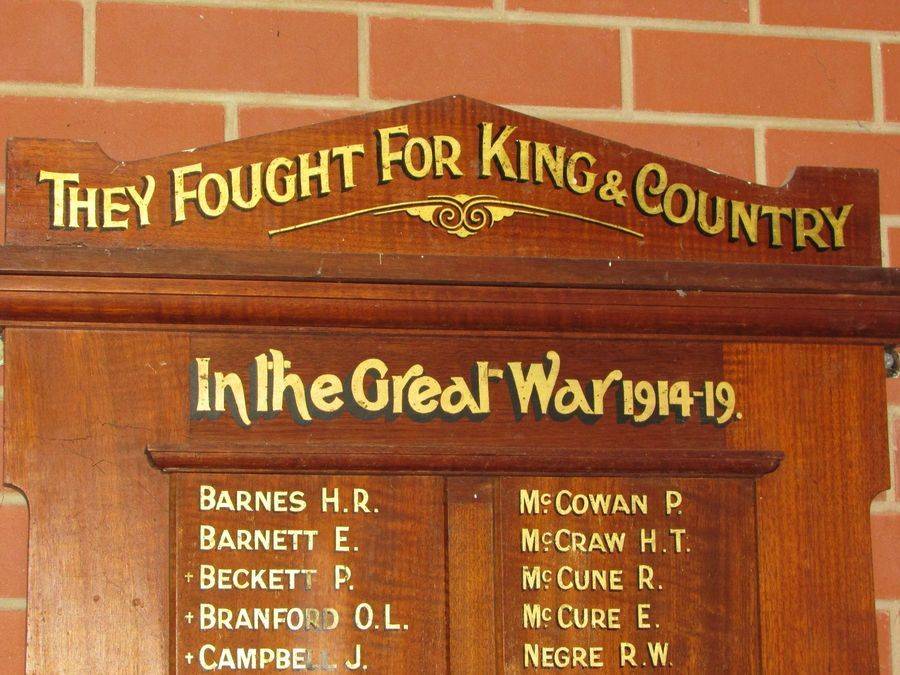 They Fought For King & Country
In the Great War 1914-19.
Barnes H.R.
Barnett E.
+ Beckett P.
+ Branford O.L.
+ Campbell J.
McCowan P.
McCraw H.T.
McCune R.
McCure E.
Negre R.W.